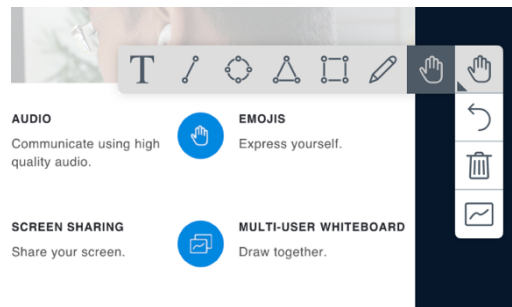 T
AUDIO
Communicate using high
quality audio.
EMOJIS
Express yourself.
SCREEN SHARING
Share your screen.
MULTI-USER WHITEBOARD
Draw together.